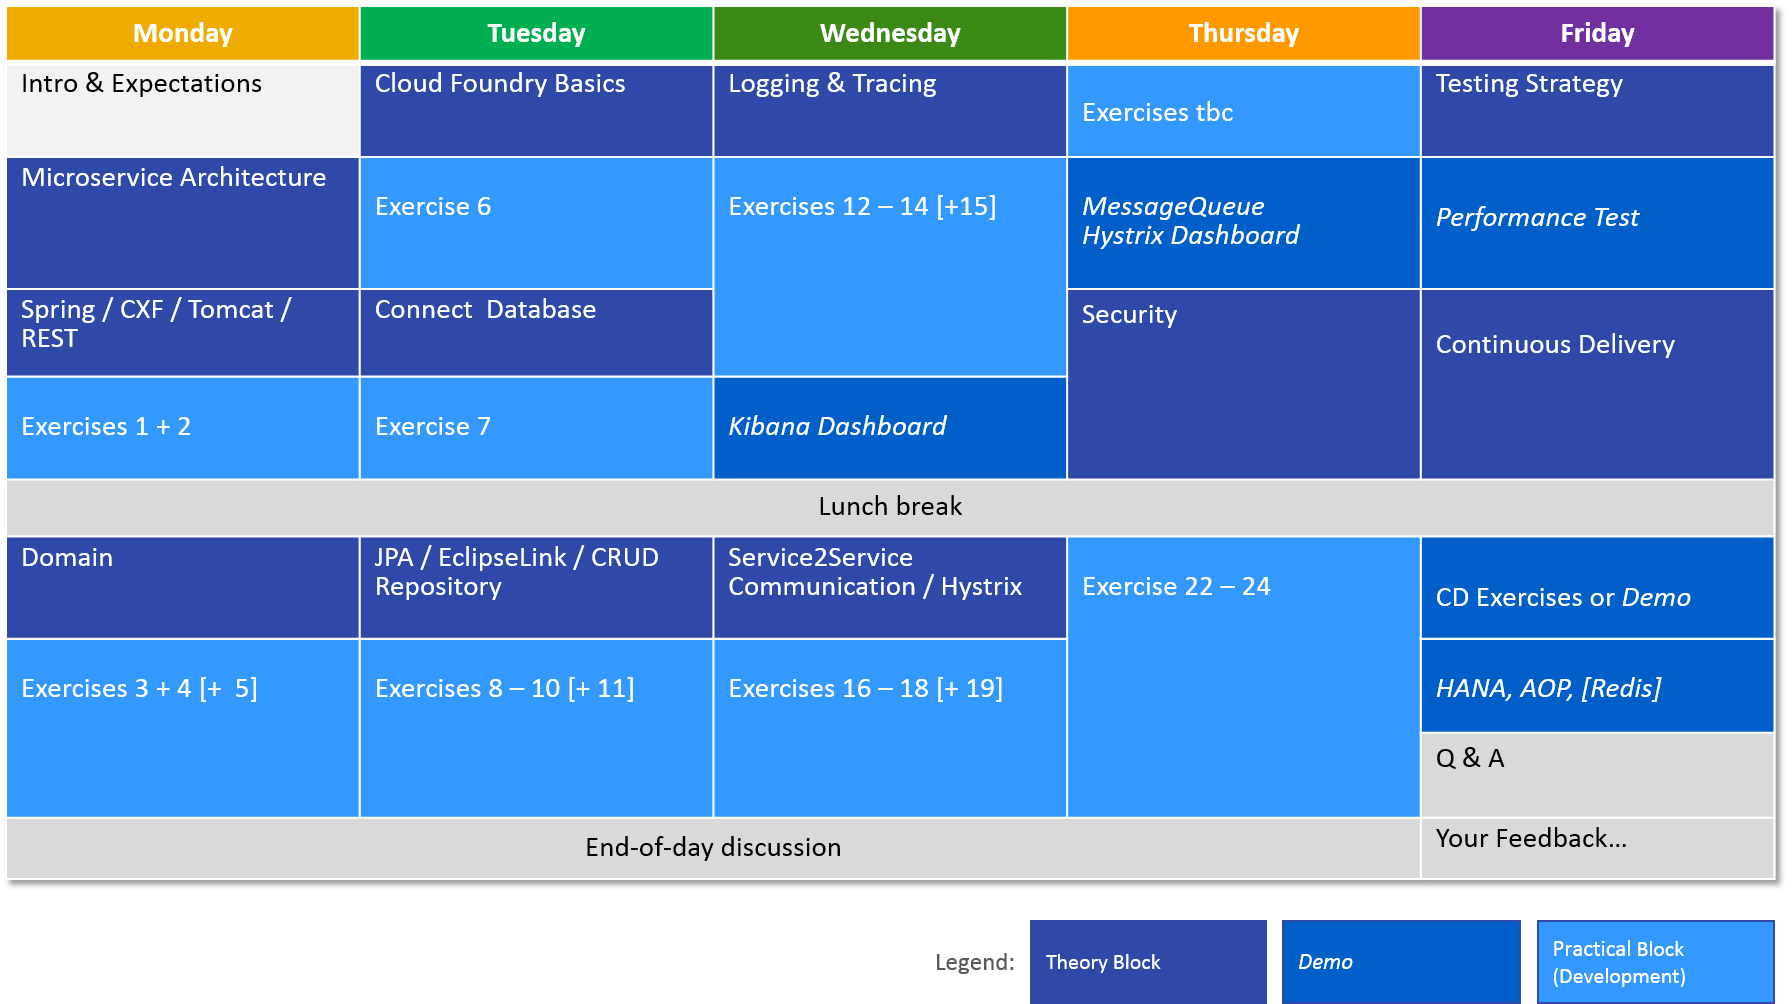 Monday
Tuesday
Wednesday
Thursday
Friday
Intro & Expectations
Cloud Foundry Basics
Logging & Tracing
Exercises tbc
Testing Strategy
Microservice Architecture
Exercise 6
Exercises 12 – 14 [+15]
MessageQueue
Hystrix Dashboard
Performance Test
Spring / CXF / Tomcat /
REST
Connect  Database
Security
Continuous Delivery
Exercises 1 + 2
Exercise 7
Kibana Dashboard
Lunch break
Domain
JPA / EclipseLink / CRUD
Repository
Service2Service
Communication / Hystrix
Exercise 22 – 24
CD Exercises or Demo
Exercises 3 + 4 [+  5]
Exercises 8 – 10 [+ 11]
Exercises 16 – 18 [+ 19]
HANA, AOP, [Redis]
Q & A
End-of-day discussion
Your Feedback...
Legend:
Theory Block
Demo
Practical Block
(Development)